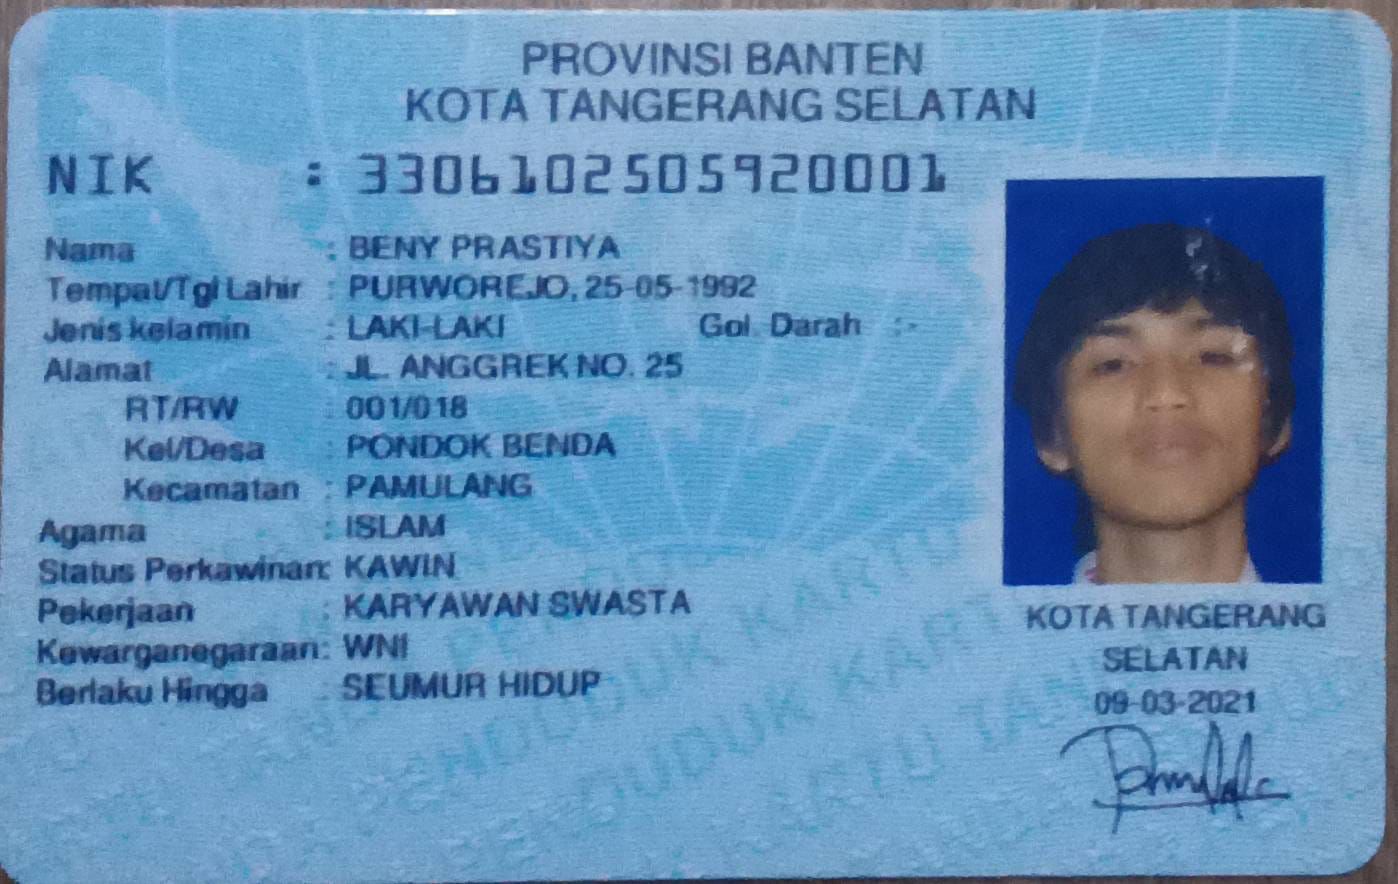 PROVINSI BANTEN
KOTA TANGERANG SELATAN
NIK : 3306102505920001
Nama : BENY PRASTIYA
Tempat/Tgl Lahir : PURWOREJO, 25-05-1992
Jenis kelamin : LAKI-LAKI Gol. Darah :-
Alamat : JL. ANGGREK NO. 25
RT/RW : 001/018
Kel/Desa : PONDOK BENDA
Kecamatan : PAMULANG
Agama : ISLAM
Status Perkawinan: KAWIN
Pekerjaan : KARYAWAN SWASTA
Kewarganegaraan: WNI
Berlaku Hingga : SEUMUR HIDUP
KOTA TANGERANG
SELATAN
09-03-2021